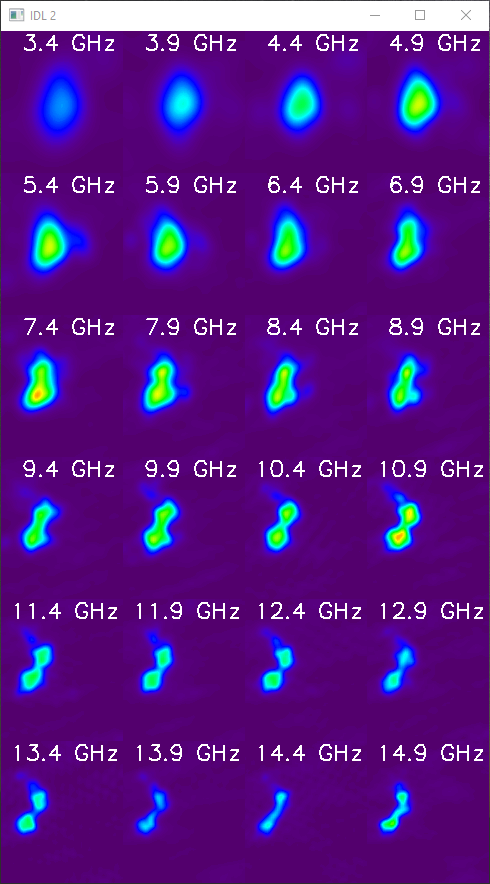 IDL 2
3.4 GHz 3.9 GHz 4.4 GHz 4.9 GHz
5.4 GHz 5.9 GHz 6.4 GHz 6.9 GHz
7.4 GHz 7.9 GHz 8.4 GHz 8.9 GHz
9.4 GHz 9.9 GHz 10.4 GHz 10.9 GHz
11.4 GHz 11.9 GHz 12.4 GHz 12.9 GHz
13.4 GHz 13.9 GHz 14.4 GHz 14.9 GHz